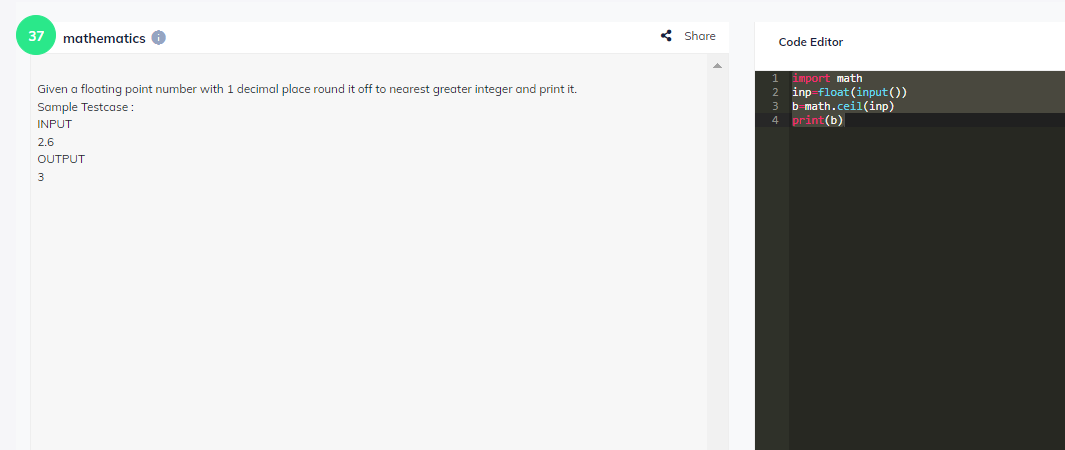 37
mathematics
Share
Given a floating point number with 1 decimal place round it off to nearest greater integer and print it.
Sample Testcase :
INPUT
2.6
OUTPUT
3
Code Editor
1 import math
2 inp=float(input())
3 b=math.ceil(inp)
4 print(b)